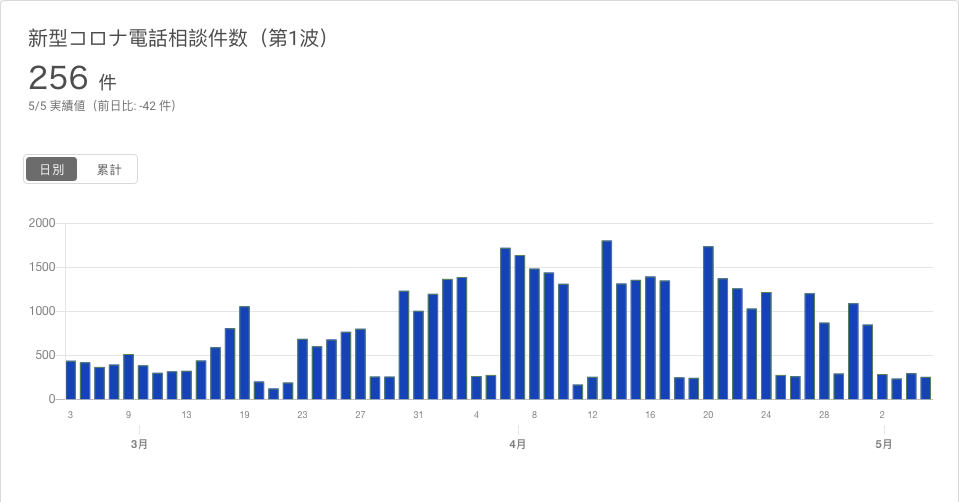 新型コロナ電話相談件数（第1波）
256 件
5/5 実績値（前日比: -42 件）
日別 累計
2000
1500
1000
500
0
3 9 13 19 23 27 31 4 8 12 16 20 24 28 2
3月 4月 5月